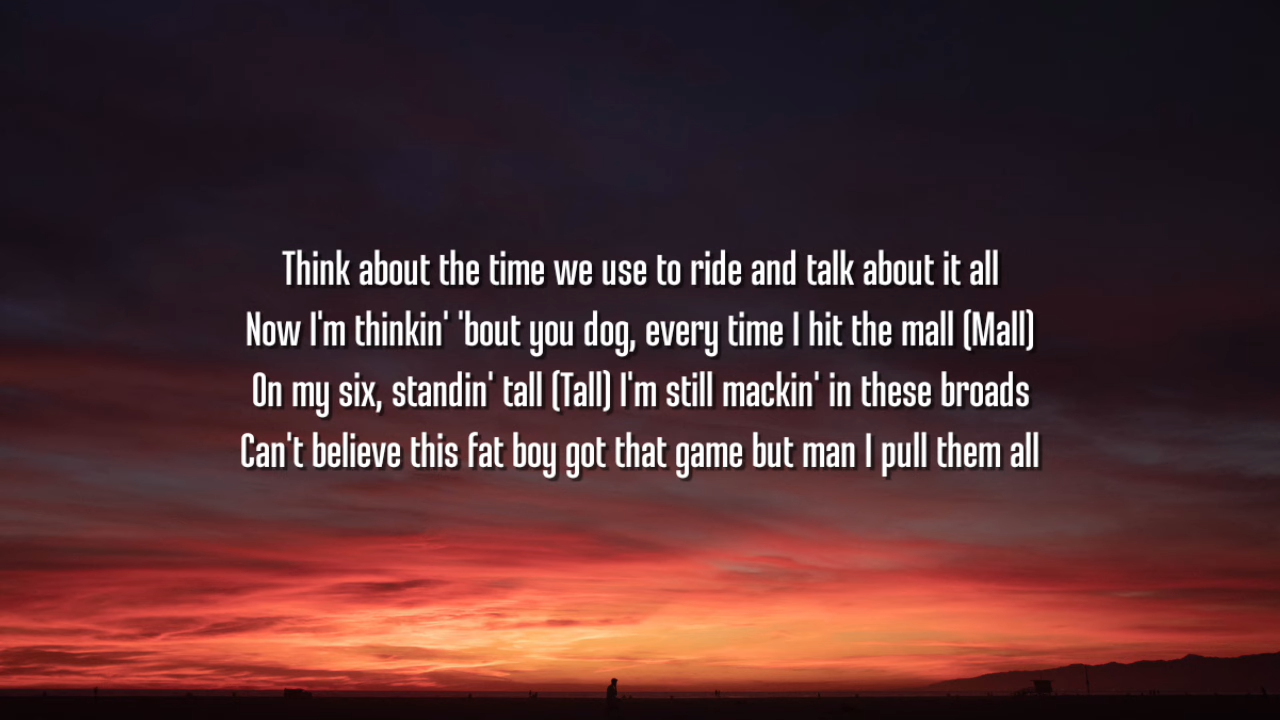 Think about the time we use to ride and talk about it all
Now I'm thinkin' 'bout you dog, every time I hit the mall (Mall)
On my six, standin' tall (Tall) I'm still mackin' in these broads
Can't believe this fat boy got that game but man I pull them all